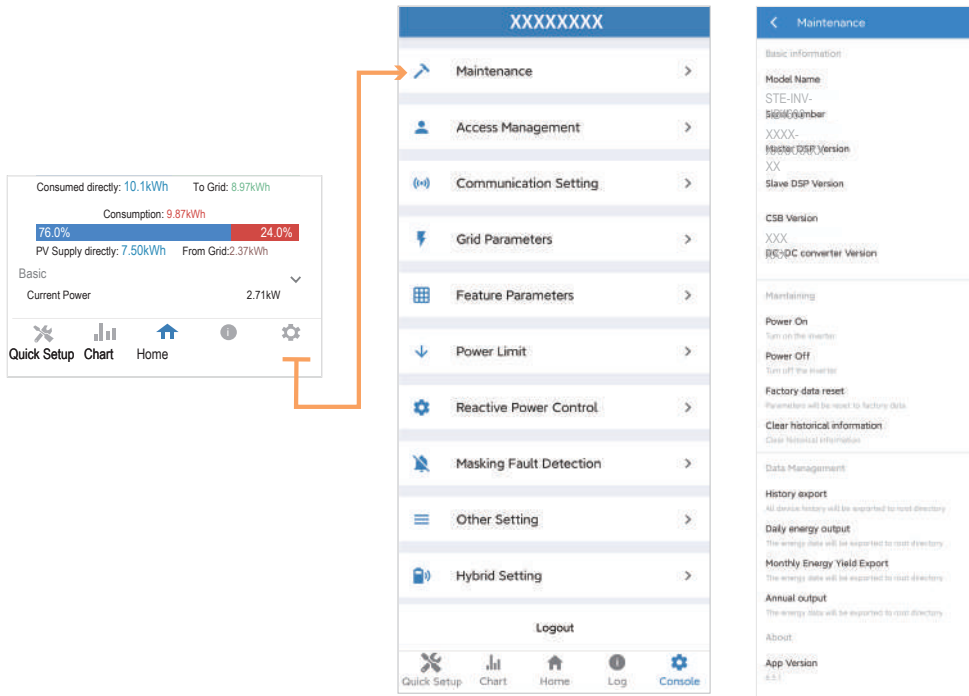 Consumed directly: 10.1kWh To Grid: 8.97kWh
Consumption: 9.87kWh
76.0% 24.0%
PV Supply directly: 7.50kWh From Grid:2.37kWh
Basic
Current Power 2.71kW
Quick Setup Chart Home
XXXXXXXX
Maintenance
Access Management
Communication Setting
Grid Parameters
Feature Parameters
Power Limit
Reactive Power Control
Masking Fault Detection
Other Setting
Hybrid Setting
Logout
Quick Setup Chart Home Log Console
Maintenance
Basic information
Model Name
STE-INV-
Serial number
XXXX-
Master DSP Version
XX
Slave DSP Version
CSB Version
XXX
DC-DC converter Version
Maintaining
Power On
Turn on the inverter
Power Off
Turn off the inverter
Factory data reset
Parameters will be reset to factory data
Clear historical information
Clear historical information
Data Management
History export
All device history will be exported to root directory
Daily energy output
The energy data will be exported to root directory
Monthly Energy Yield Export
The energy data will be exported to root directory
Annual output
The energy data will be exported to root directory
About
App Version